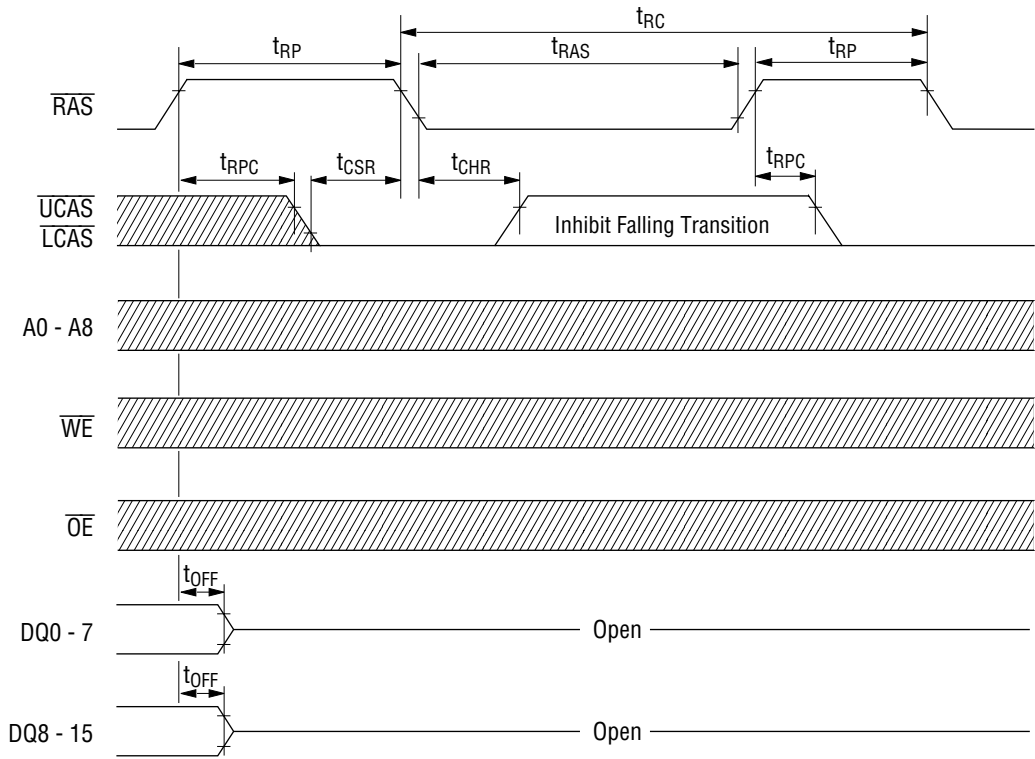 tRC
tRP tRAS tRP
RAS
tRPC tCSR tCHR tRPC
UCAS
LCAS
Inhibit Falling Transition
A0 - A8
WE
OE
tOFF
DQ0 - 7
Open
tOFF
DQ8 - 15
Open